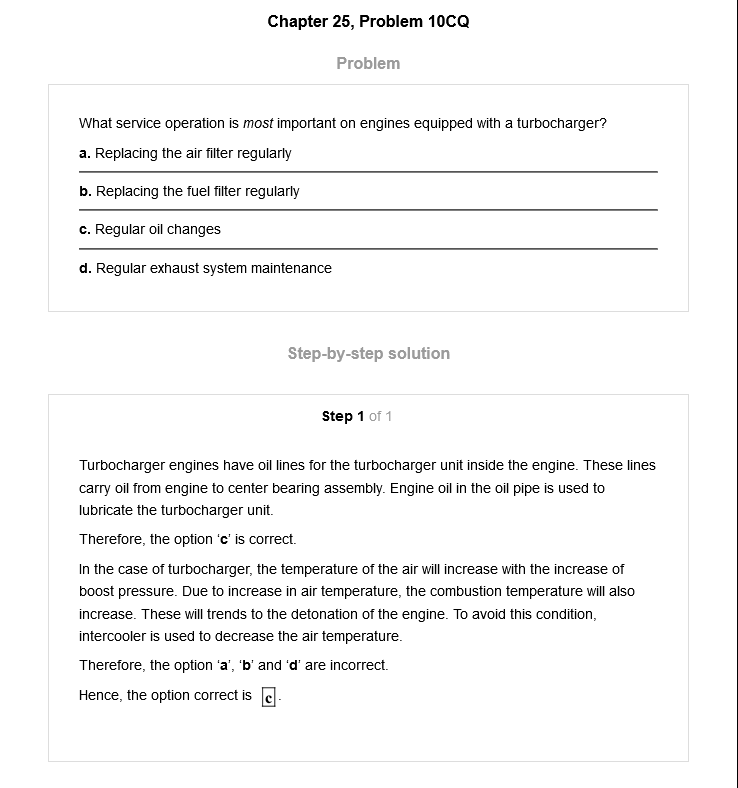 Chapter 25, Problem 10CQ
Problem
What service operation is most important on engines equipped with a turbocharger?
a. Replacing the air filter regularly
b. Replacing the fuel filter regularly
c. Regular oil changes
d. Regular exhaust system maintenance
Step-by-step solution
Step 1 of 1
Turbocharger engines have oil lines for the turbocharger unit inside the engine. These lines
carry oil from engine to center bearing assembly. Engine oil in the oil pipe is used to
lubricate the turbocharger unit.
Therefore, the option ‘c’ is correct.
In the case of turbocharger, the temperature of the air will increase with the increase of
boost pressure. Due to increase in air temperature, the combustion temperature will also
increase. These will trends to the detonation of the engine. To avoid this condition,
intercooler is used to decrease the air temperature.
Therefore, the option ‘a’, ‘b’ and ‘d’ are incorrect.
Hence, the option correct is c.